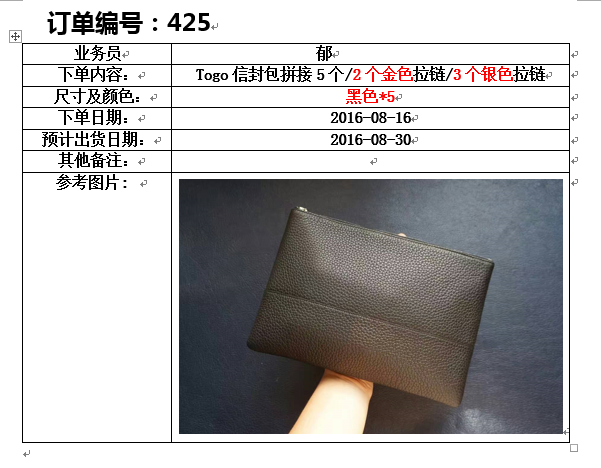 订单编号：425
业务员 郁
下单内容： Togo 信封包拼接 5 个/2 个金色拉链/3 个银色拉链
尺寸及颜色： 黑色*5
下单日期： 2016-08-16
预计出货日期： 2016-08-30
其他备注：
参考图片：